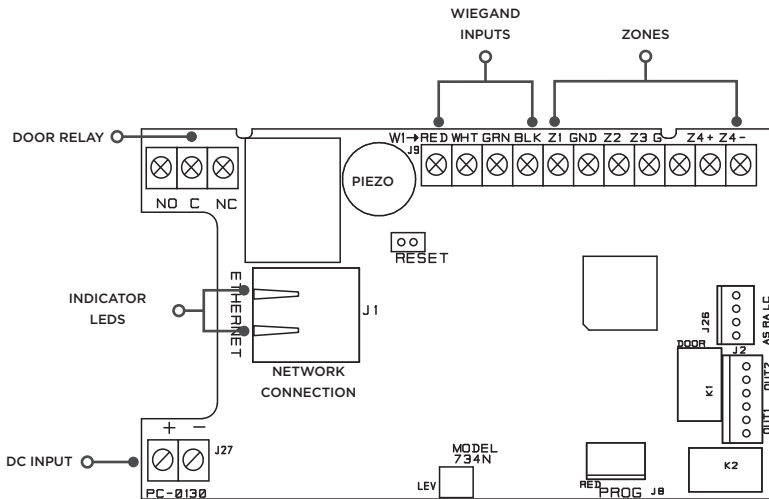 WIEGAND
INPUTS
ZONES
DOOR RELAY
W1→RED WHT GRN BLK Z1 GND Z2 Z3 G Z4+ Z4-
J9
PIEZO
NO C NC
RESET
INDICATOR
LEDS
ETHERNET
J1
NETWORK
CONNECTION
J26
AS BA LC
DOOR
J2
K1
OUT2
OUT1
+ -
J27
DC INPUT
PC-0130
MODEL
734N
LEV
RED
PROG J8
K2